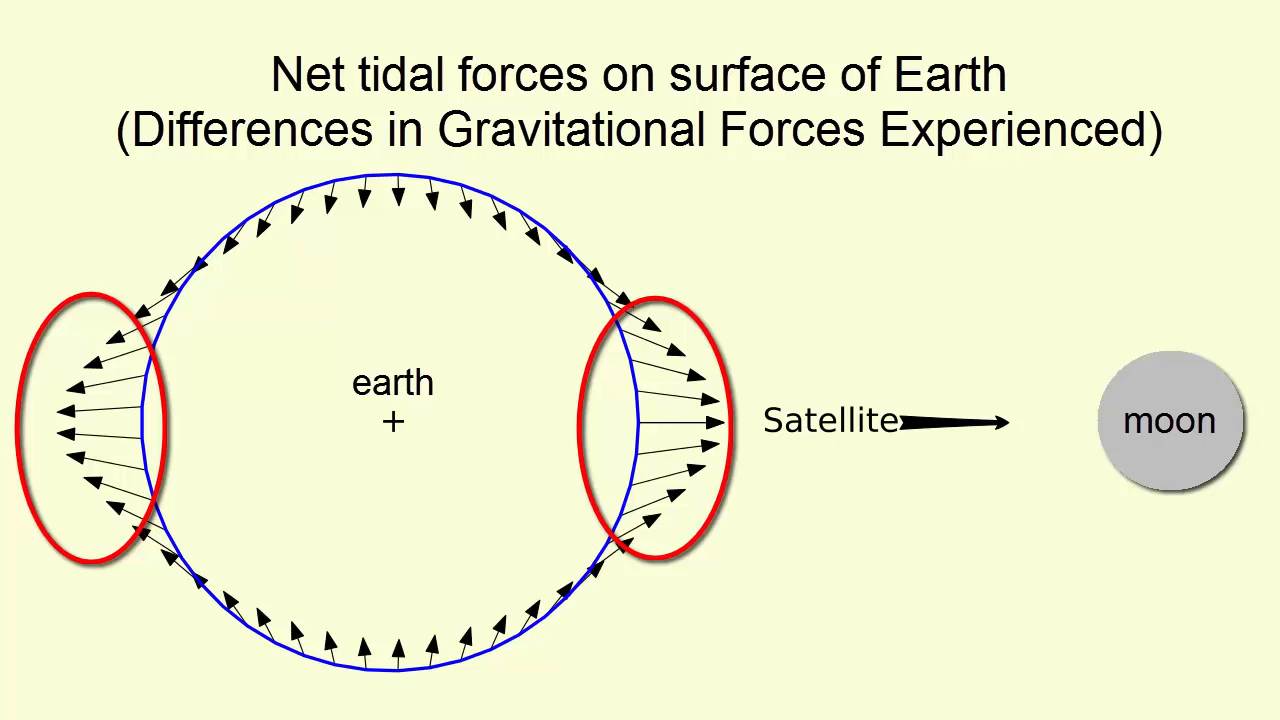 Net tidal forces on surface of Earth
(Differences in Gravitational Forces Experienced)
earth
+
Satellite
moon